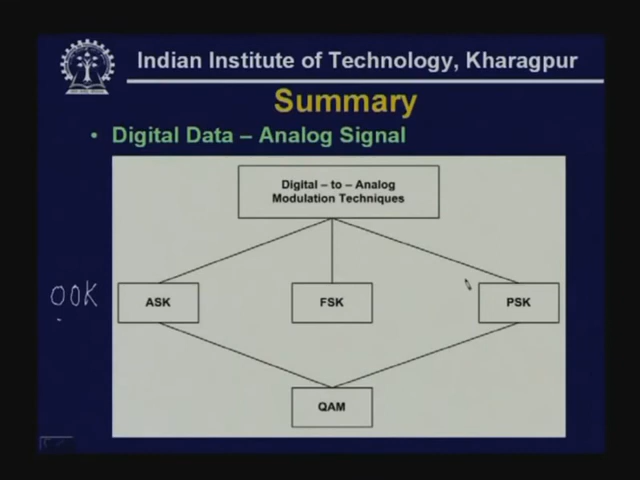 Indian Institute of Technology, Kharagpur
Summary
• Digital Data – Analog Signal
Digital – to – Analog
Modulation Techniques
OOK
ASK
FSK
PSK
QAM